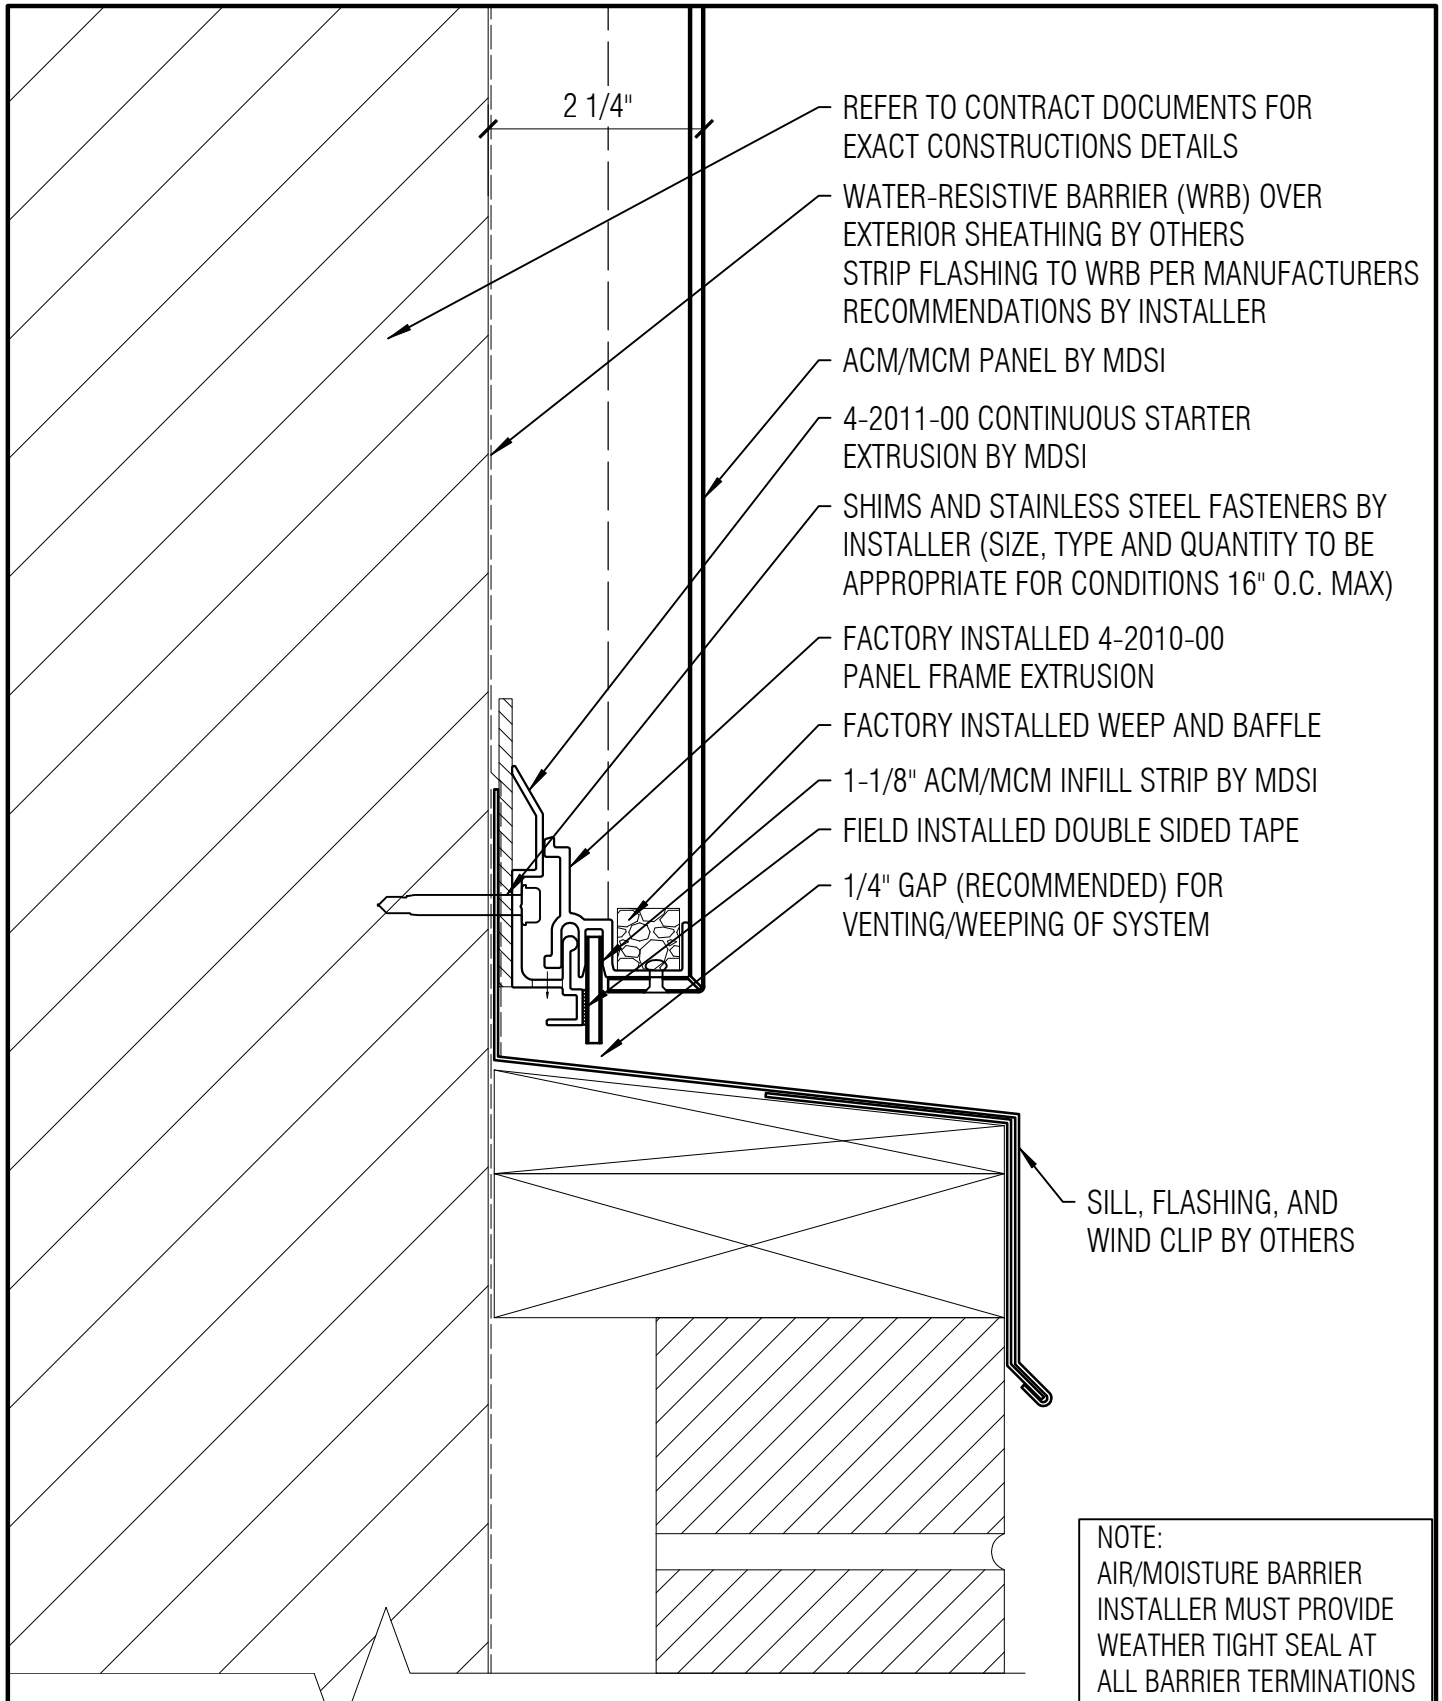 2 1/4"
REFER TO CONTRACT DOCUMENTS FOR
EXACT CONSTRUCTIONS DETAILS
WATER-RESISTIVE BARRIER (WRB) OVER
EXTERIOR SHEATHING BY OTHERS
STRIP FLASHING TO WRB PER MANUFACTURERS
RECOMMENDATIONS BY INSTALLER
ACM/MCM PANEL BY MDSI
4-2011-00 CONTINUOUS STARTER
EXTRUSION BY MDSI
SHIMS AND STAINLESS STEEL FASTENERS BY
INSTALLER (SIZE, TYPE AND QUANTITY TO BE
APPROPRIATE FOR CONDITIONS 16" O.C. MAX)
FACTORY INSTALLED 4-2010-00
PANEL FRAME EXTRUSION
FACTORY INSTALLED WEEP AND BAFFLE
1-1/8" ACM/MCM INFILL STRIP BY MDSI
FIELD INSTALLED DOUBLE SIDED TAPE
1/4" GAP (RECOMMENDED) FOR
VENTING/WEEPING OF SYSTEM
SILL, FLASHING, AND
WIND CLIP BY OTHERS
NOTE:
AIR/MOISTURE BARRIER
INSTALLER MUST PROVIDE
WEATHER TIGHT SEAL AT
ALL BARRIER TERMINATIONS